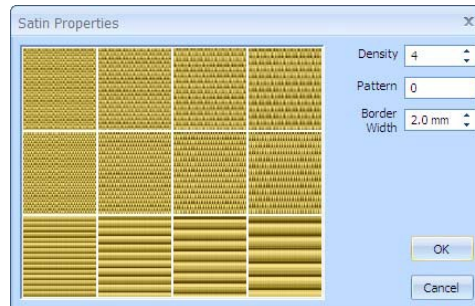 Satin Properties
Density 4
Pattern 0
Border Width 2.0 mm
OK
Cancel